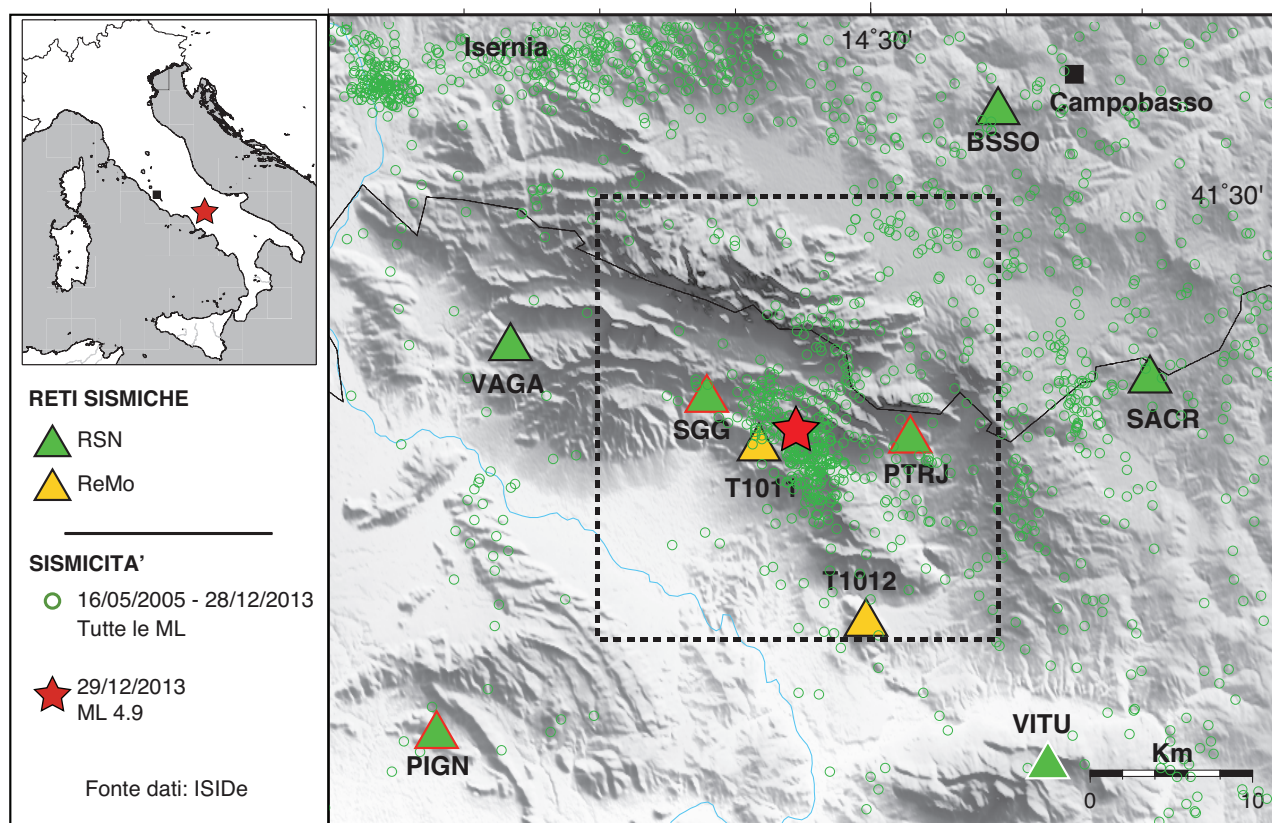 RETI SISMICHE
RSN
ReMo
SISMICITA’
16/05/2005 - 28/12/2013
Tutte le ML
29/12/2013
ML 4.9
Fonte dati: ISIDe
Isernia
14˚30'
Campobasso
BSSO
41˚30'
VAGA
SGG
SACR
PTRJ
T1011
T1012
VITU
PIGN
Km
0 10